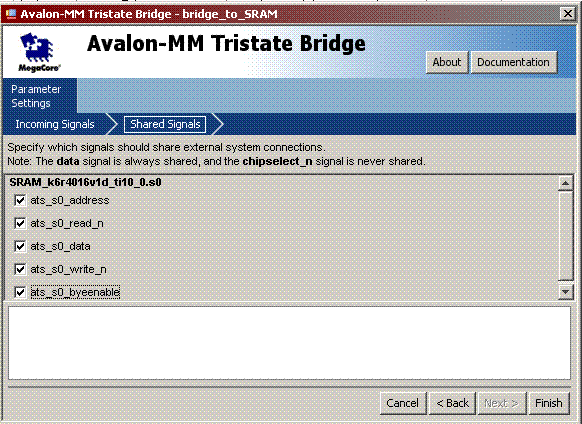 Avalon-MM Tristate Bridge - bridge_to_SRAM
MegaCore®
Avalon-MM Tristate Bridge
About
Documentation
Parameter
Settings
Incoming Signals
Shared Signals
Specify which signals should share external system connections.
Note: The data signal is always shared, and the chipselect_n signal is never shared.
SRAM_k6r4016v1d_ti10_0.s0
ats_s0_address
ats_s0_read_n
ats_s0_data
ats_s0_write_n
ats_s0_byeenable
Cancel
< Back
Next >
Finish